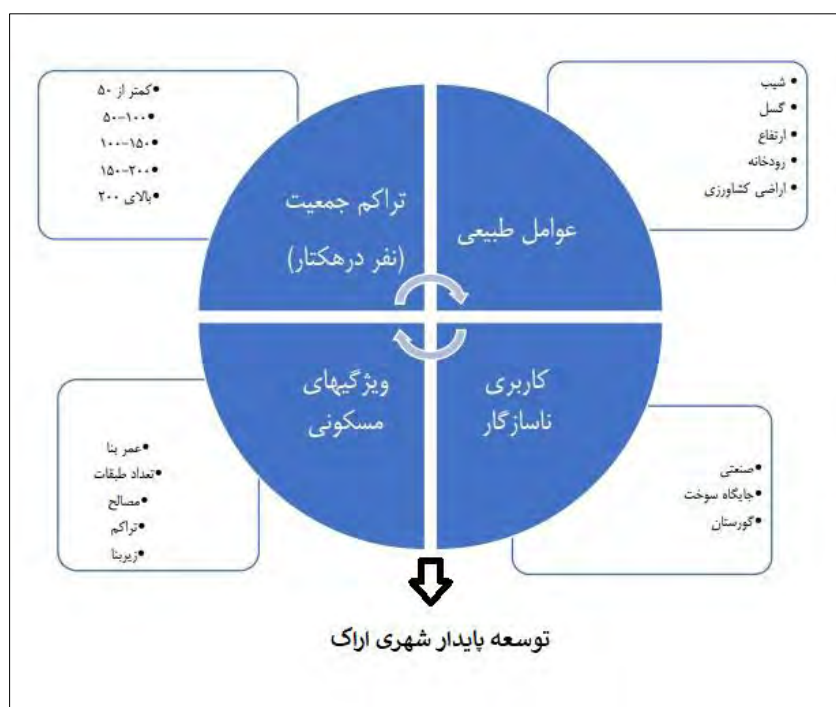 • شیب
• گسل
• ارتفاع
• رودخانه
• اراضی کشاورزی
•کمتر از ۵۰
•۵۰-۱۰۰
•۱۰۰-۱۵۰
•۱۵۰-۲۰۰
•بالای ۲۰۰
عوامل طبیعی
تراکم جمعیت
(نفر درهکتار)
کاربری
ناسازگار
ویژگیهای
مسکونی
•صنعتی
•جایگاه سوخت
•گورستان
•عمر بنا
•تعداد طبقات
•مصالح
•تراکم
•زیربنا
توسعه پایدار شهری اراک